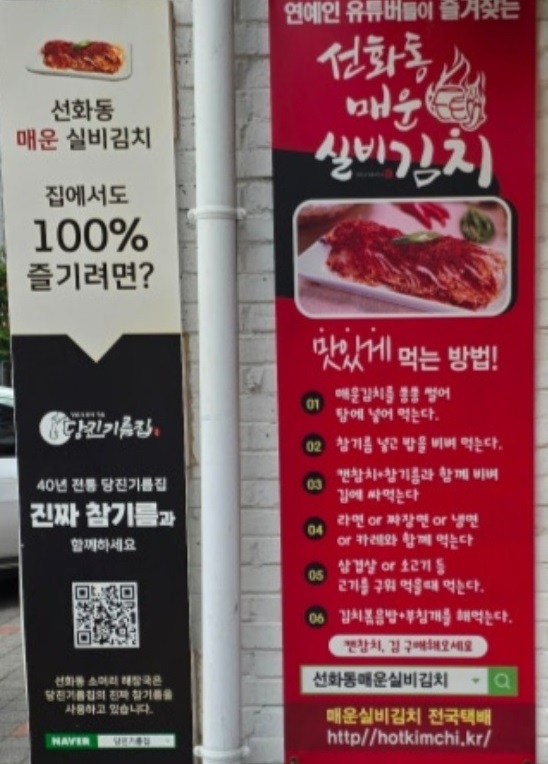 선화동
매운 실비김치
집에서도
100%
즐기려면?
당진기름집
40년 전통 당진기름집
진짜 참기름과
함께하세요
선화동 소머리 해장국은
당진기름집의 진짜 참기름을
사용하고 있습니다.
NAVER 당진기름집
연예인 유튜버들이 즐겨찾는
선화동
매운
실비김치
맛있게 먹는 방법!
01 매운김치를 쫑쫑 썰어
탕에 넣어 먹는다.
02 참기름 넣고 밥을 비벼 먹는다.
03 캔참치+참기름과 함께 비벼
김에 싸먹는다
04 라면 or 짜장면 or 냉면
or 카레와 함께 먹는다
05 삼겹살 or 소고기 등
고기를 구워 먹을때 먹는다.
06 김치볶음밥+부침개를 해먹는다.
캔참치, 김 구매해오세요
선화동매운실비김치
매운실비김치 전국택배
http//hotkimchi.kr/